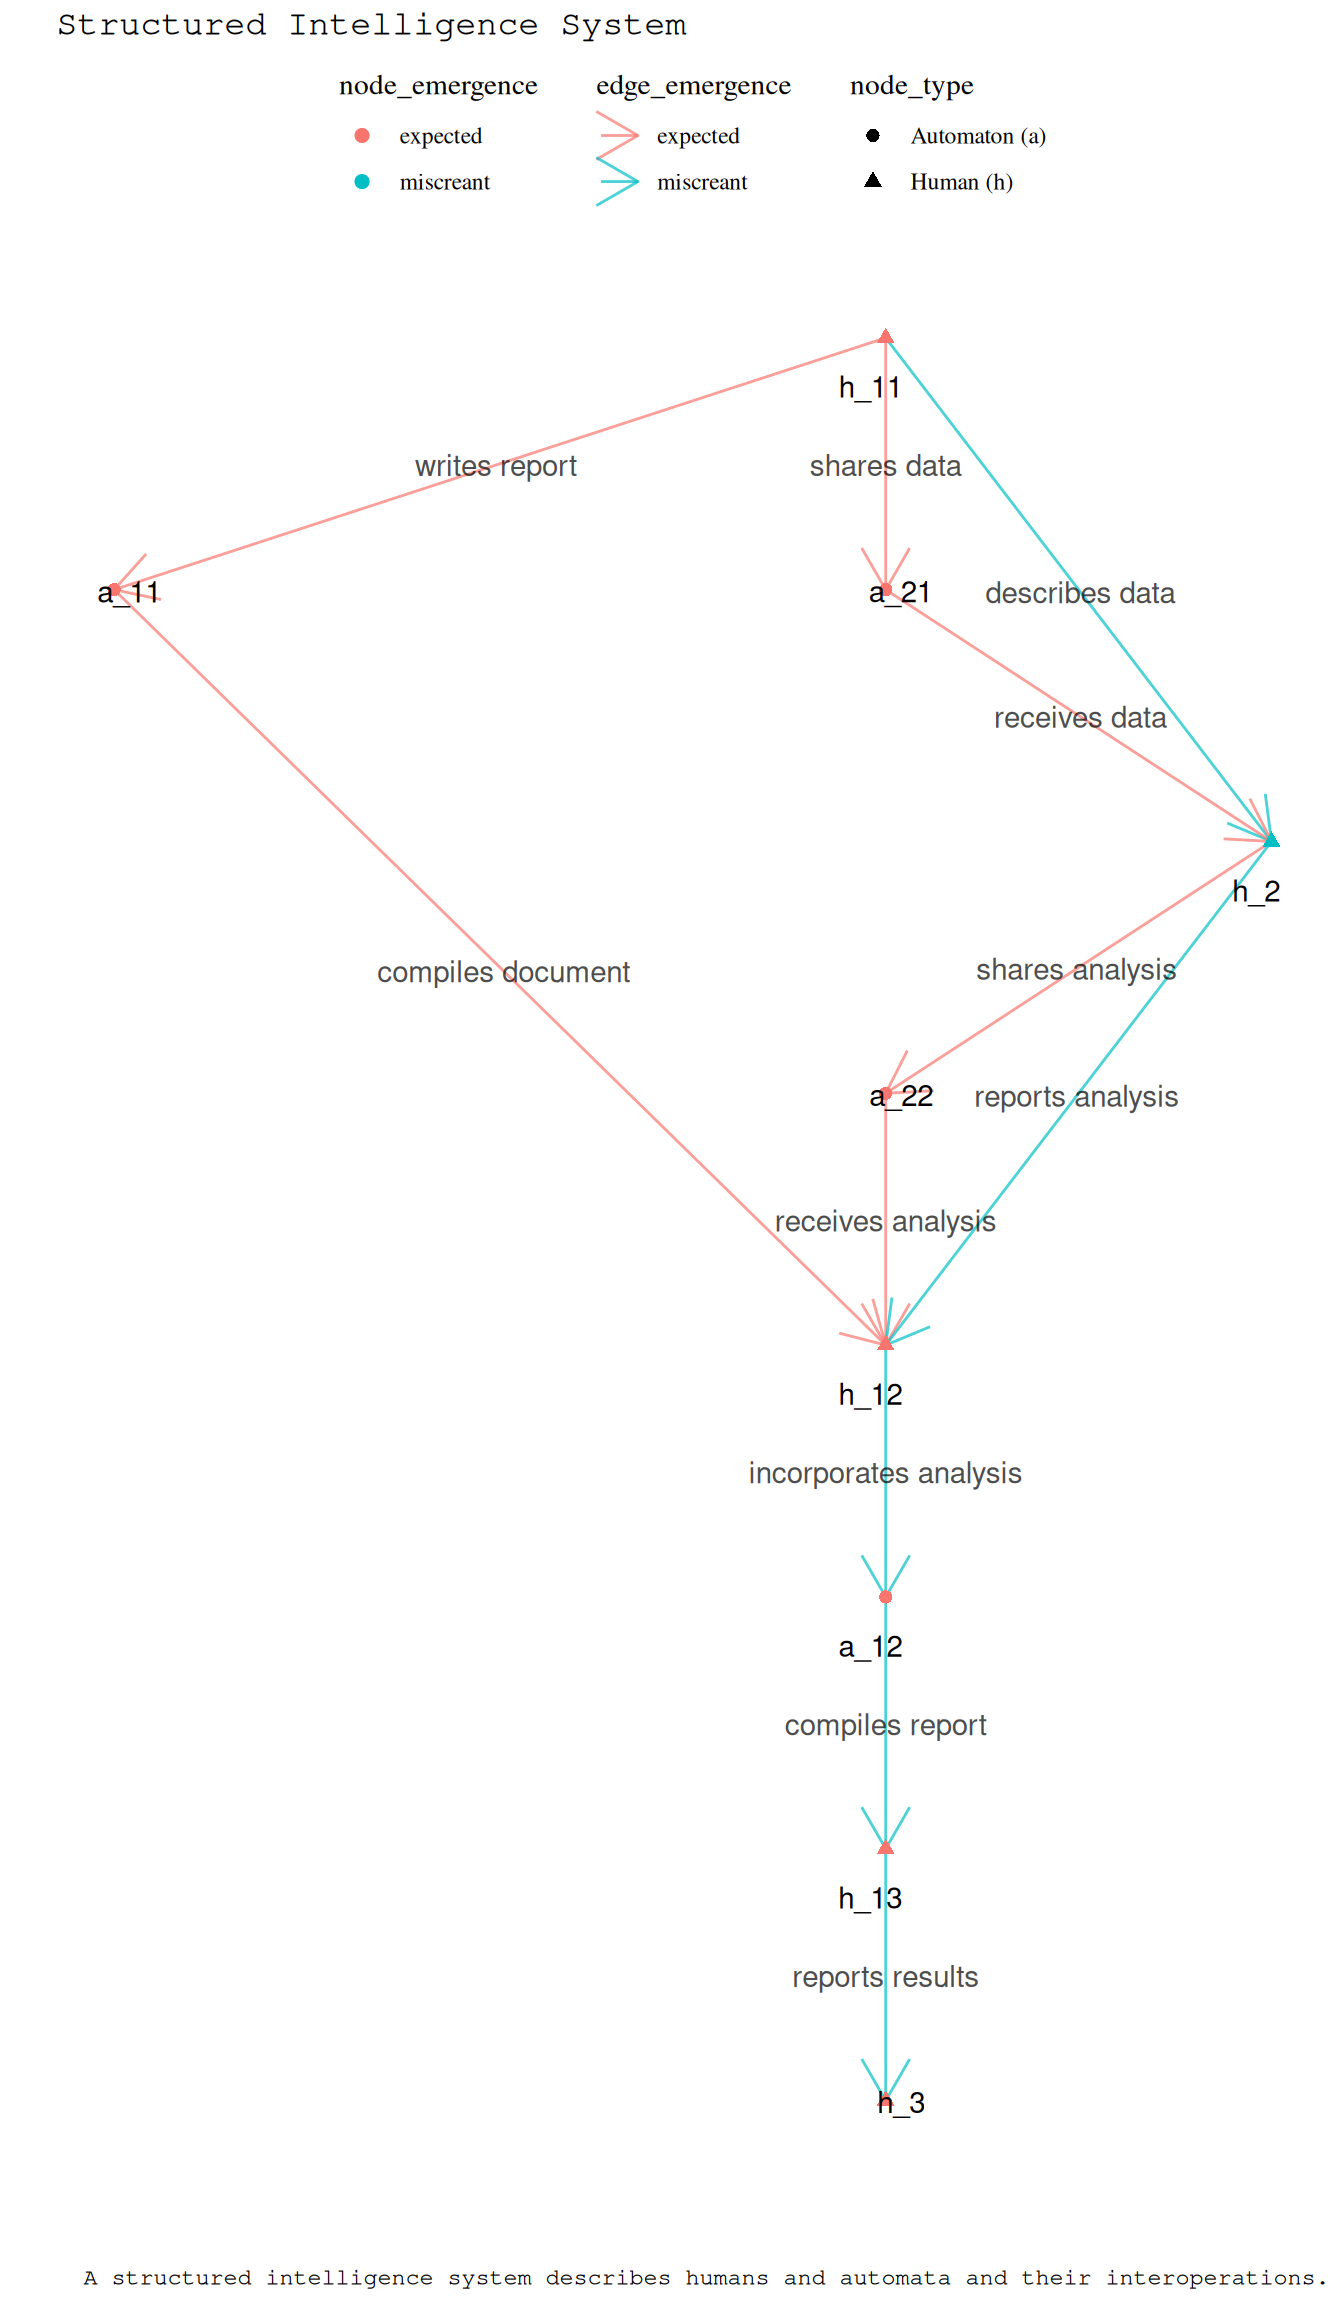 Structured Intelligence System
node_emergence edge_emergence node_type
expected expected Automaton (a)
miscreant miscreant Human (h)
h_11
writes report shares data
a_11 a_21 describes data
receives data
h_2
compiles document shares analysis
a_22 reports analysis
receives analysis
h_12
incorporates analysis
a_12
compiles report
h_13
reports results
h_3
A structured intelligence system describes humans and automata and their interoperations.